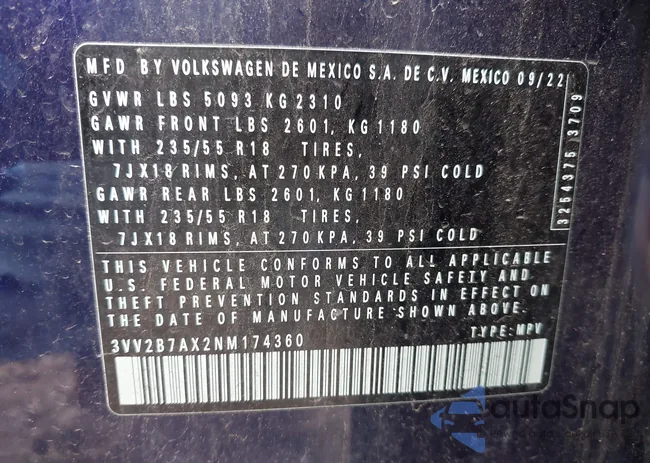 MFD BY VOLKSWAGEN DE MEXICO S.A. DE C.V. MEXICO 09/22
GVWR LBS 5093 KG 2310
GAWR FRONT LBS 2601, KG 1180
WITH 235/55 R18 TIRES,
7JX18 RIMS, AT 270 KPA, 39 PSI COLD
GAWR REAR LBS 2601, KG 1180
WITH 235/55 R18 TIRES,
7JX18 RIMS, AT 270 KPA, 39 PSI COLD
3254375 3709
THIS VEHICLE CONFORMS TO ALL APPLICABLE
U.S. FEDERAL MOTOR VEHICLE SAFETY AND
THEFT PREVENTION STANDARDS IN EFFECT ON
THE DATE OF MANUFACTURE SHOWN ABOVE.
3VV2B7AX2NM174360 TYPE: MPV
autoSnap